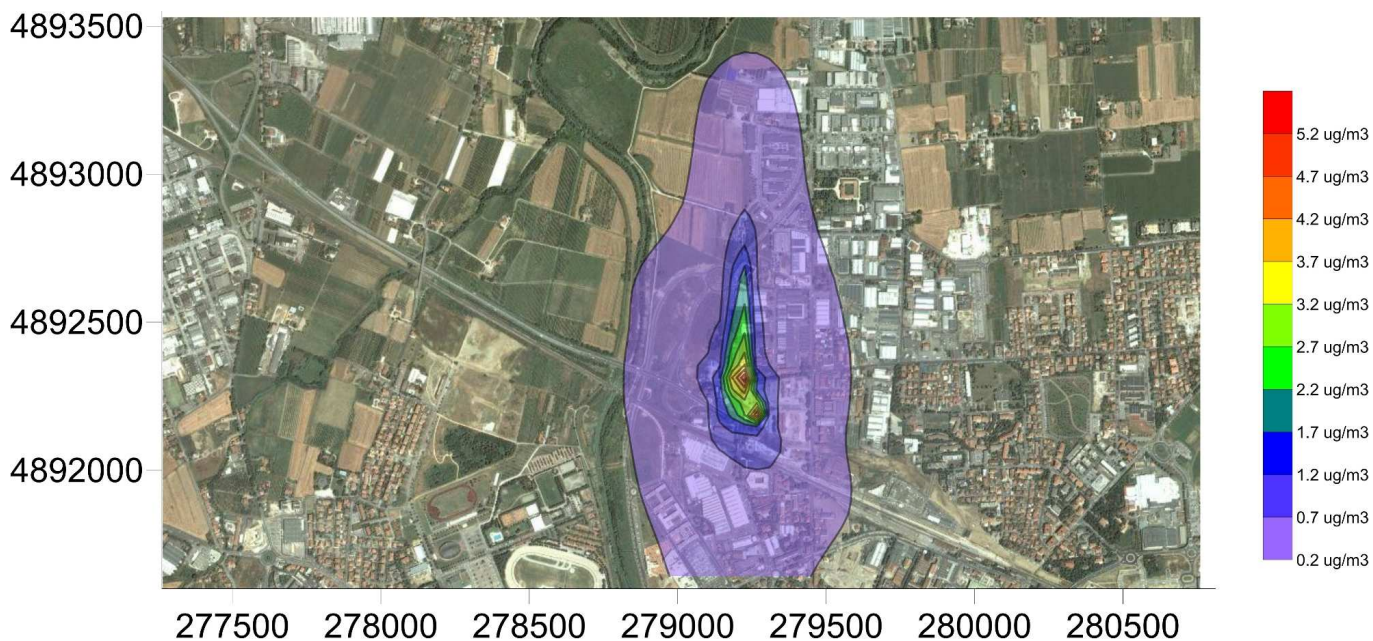 4893500
4893000
4892500
4892000
277500 278000 278500 279000 279500 280000 280500
5.2 ug/m3
4.7 ug/m3
4.2 ug/m3
3.7 ug/m3
3.2 ug/m3
2.7 ug/m3
2.2 ug/m3
1.7 ug/m3
1.2 ug/m3
0.7 ug/m3
0.2 ug/m3